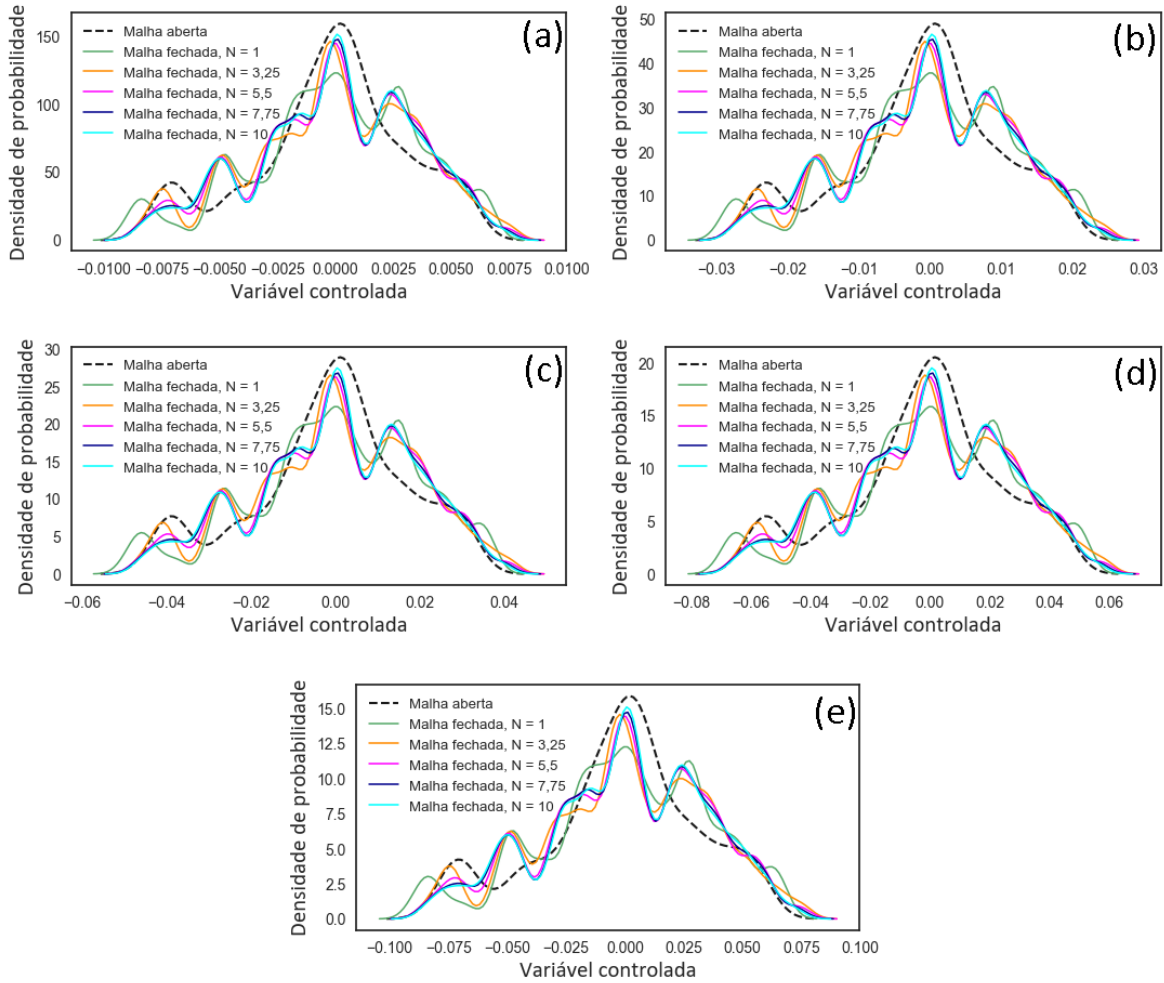 (a)
Malha aberta
Malha fechada, N = 1
Malha fechada, N = 3,25
Malha fechada, N = 5,5
Malha fechada, N = 7,75
Malha fechada, N = 10
Densidade de probabilidade
150
100
50
0
−0.0100 −0.0075 −0.0050 −0.0025 0.0000 0.0025 0.0050 0.0075 0.0100
Variável controlada
(b)
Malha aberta
Malha fechada, N = 1
Malha fechada, N = 3,25
Malha fechada, N = 5,5
Malha fechada, N = 7,75
Malha fechada, N = 10
Densidade de probabilidade
50
40
30
20
10
0
−0.03 −0.02 −0.01 0.00 0.01 0.02 0.03
Variável controlada
(c)
Malha aberta
Malha fechada, N = 1
Malha fechada, N = 3,25
Malha fechada, N = 5,5
Malha fechada, N = 7,75
Malha fechada, N = 10
Densidade de probabilidade
30
25
20
15
10
5
0
−0.06 −0.04 −0.02 0.00 0.02 0.04
Variável controlada
(d)
Malha aberta
Malha fechada, N = 1
Malha fechada, N = 3,25
Malha fechada, N = 5,5
Malha fechada, N = 7,75
Malha fechada, N = 10
Densidade de probabilidade
20
15
10
5
0
−0.08 −0.06 −0.04 −0.02 0.00 0.02 0.04 0.06
Variável controlada
(e)
Malha aberta
Malha fechada, N = 1
Malha fechada, N = 3,25
Malha fechada, N = 5,5
Malha fechada, N = 7,75
Malha fechada, N = 10
Densidade de probabilidade
15.0
12.5
10.0
7.5
5.0
2.5
0.0
−0.100 −0.075 −0.050 −0.025 0.000 0.025 0.050 0.075 0.100
Variável controlada